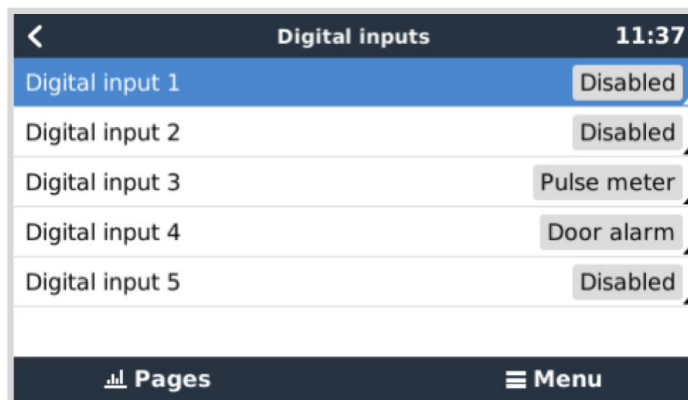 Digital inputs 11:37
Digital input 1 Disabled
Digital input 2 Disabled
Digital input 3 Pulse meter
Digital input 4 Door alarm
Digital input 5 Disabled
Pages Menu